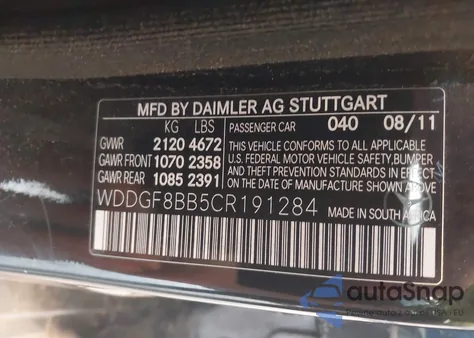 MFD BY DAIMLER AG STUTTGART
KG LBS PASSENGER CAR 040 08/11
GVWR 2120 4672 THIS VEHICLE CONFORMS TO ALL APPLICABLE
GAWR FRONT 1070 2358 U.S. FEDERAL MOTOR VEHICLE SAFETY, BUMPER
GAWR REAR 1085 2391 AND THEFT PREVENTION STANDARDS IN EFFECT
ON THE DATE OF MANUFACTURE SHOWN ABOVE.
WDDGF8BB5CR191284 MADE IN SOUTH AFRICA
autoSnap